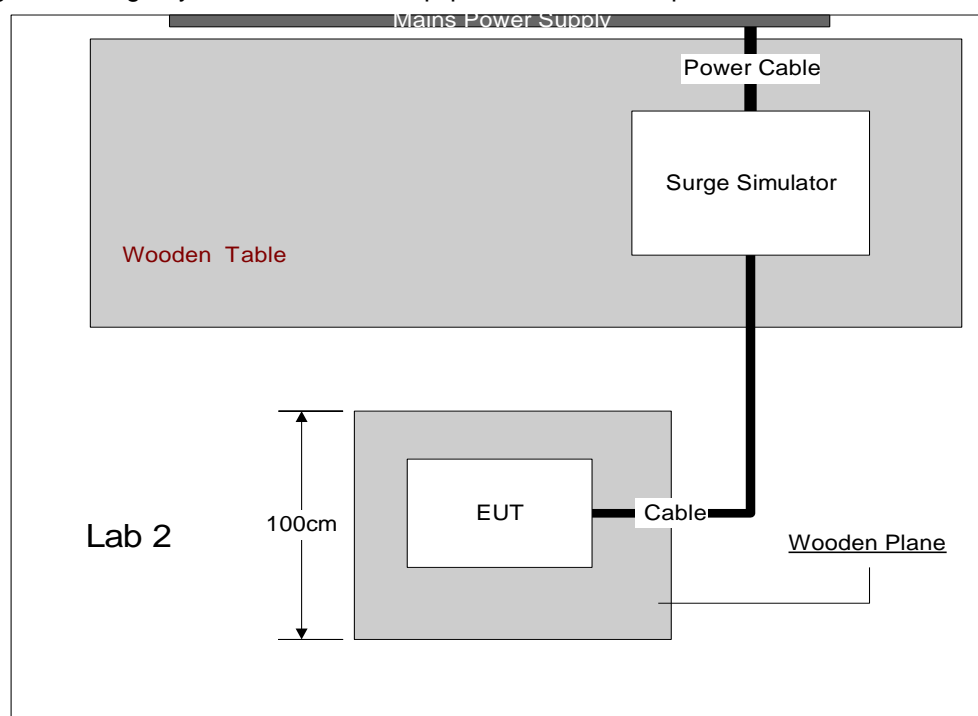 Mains Power Supply
Power Cable
Surge Simulator
Wooden Table
EUT
Cable
100cm
Lab 2
Wooden Plane